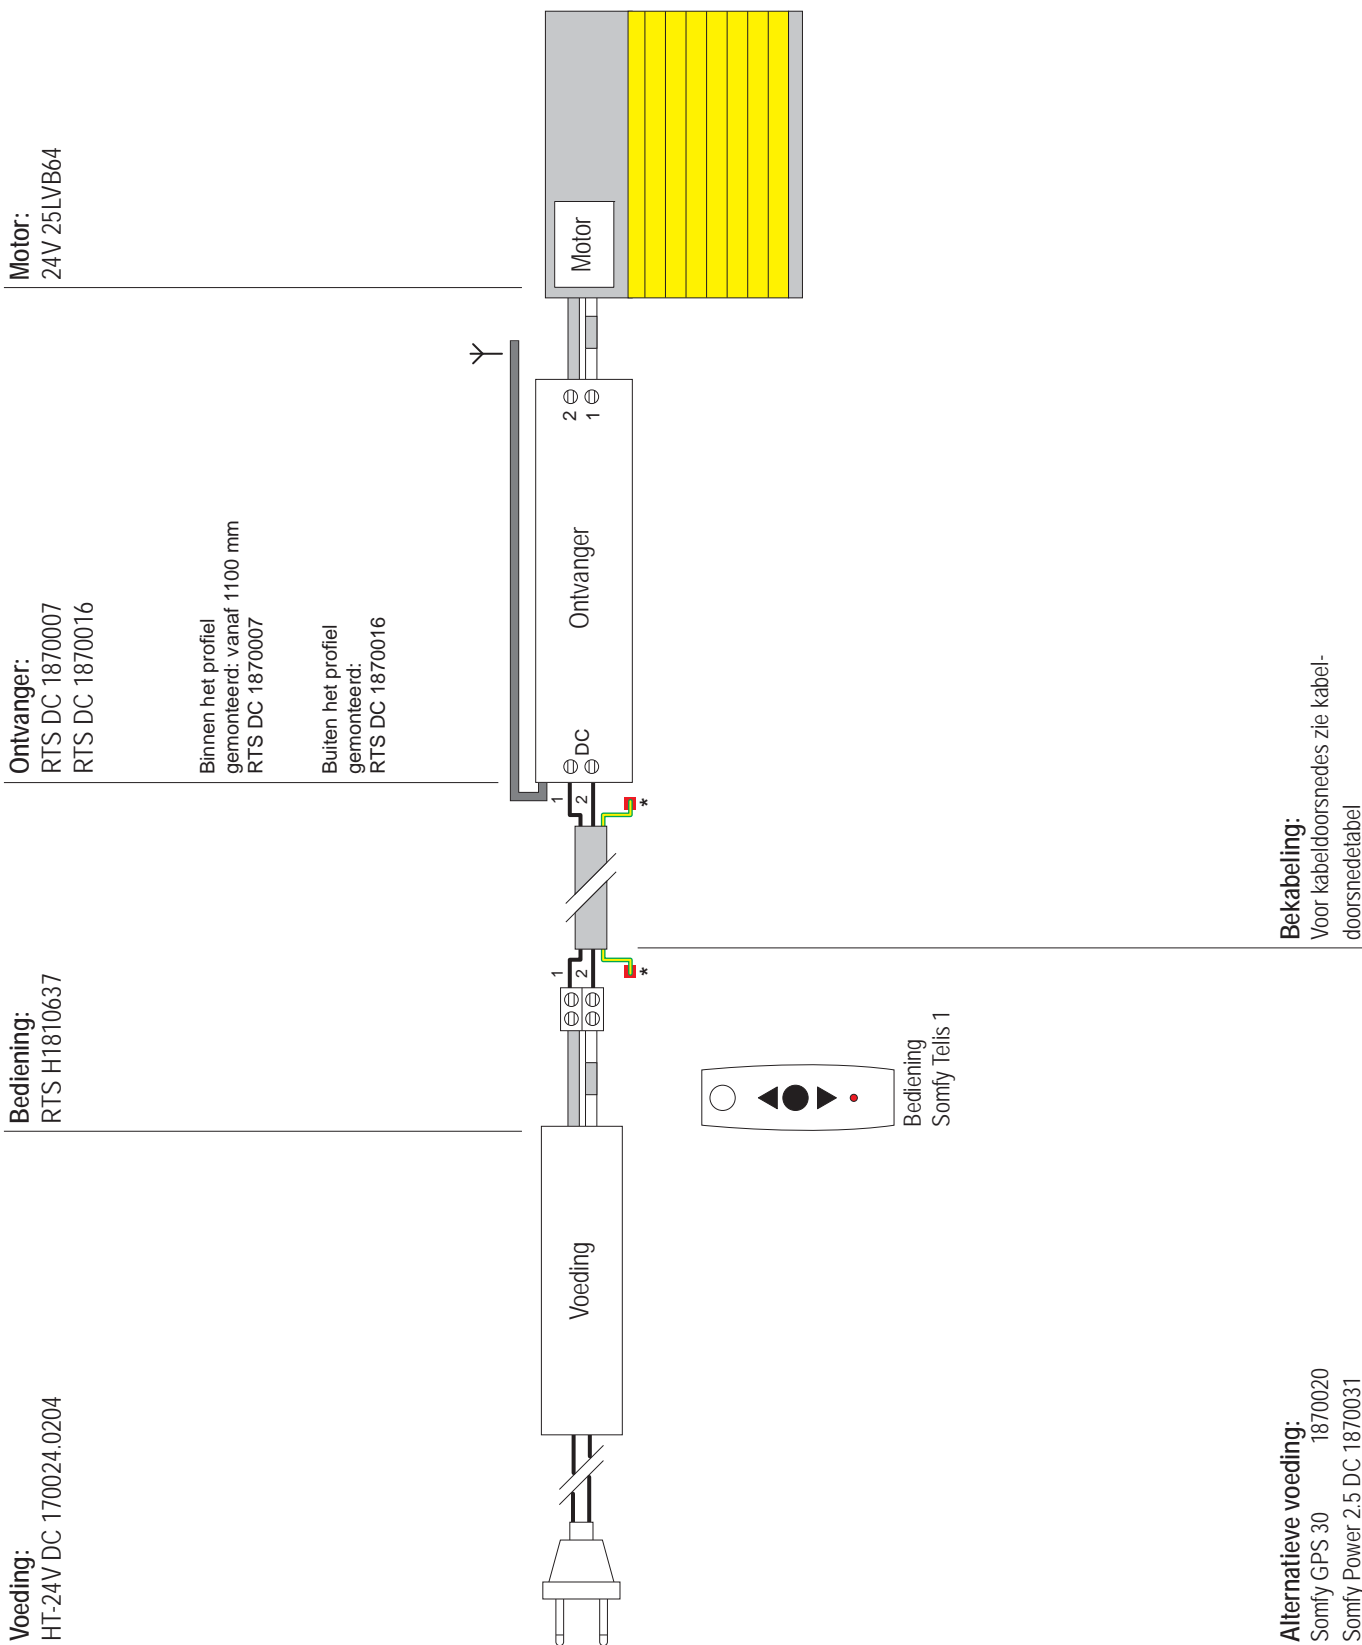 Voeding:
HT-24V DC 170024.0204
Bediening:
RTS H1810637
Ontvanger:
RTS DC 1870007
RTS DC 1870016
Binnen het profiel
gemonteerd: vanaf 1100 mm
RTS DC 1870007
Buiten het profiel
gemonteerd:
RTS DC 1870016
Motor:
24V 25LVB64
Voeding
1
2
*
1
2
*
DC
Ontvanger
2
1
Motor
Bediening
Somfy Telis 1
Alternatieve voeding:
Somfy GPS 30 1870020
Somfy Power 2.5 DC 1870031
Bekabeling:
Voor kabeldoorsnedes zie kabel-
doorsnedetabel